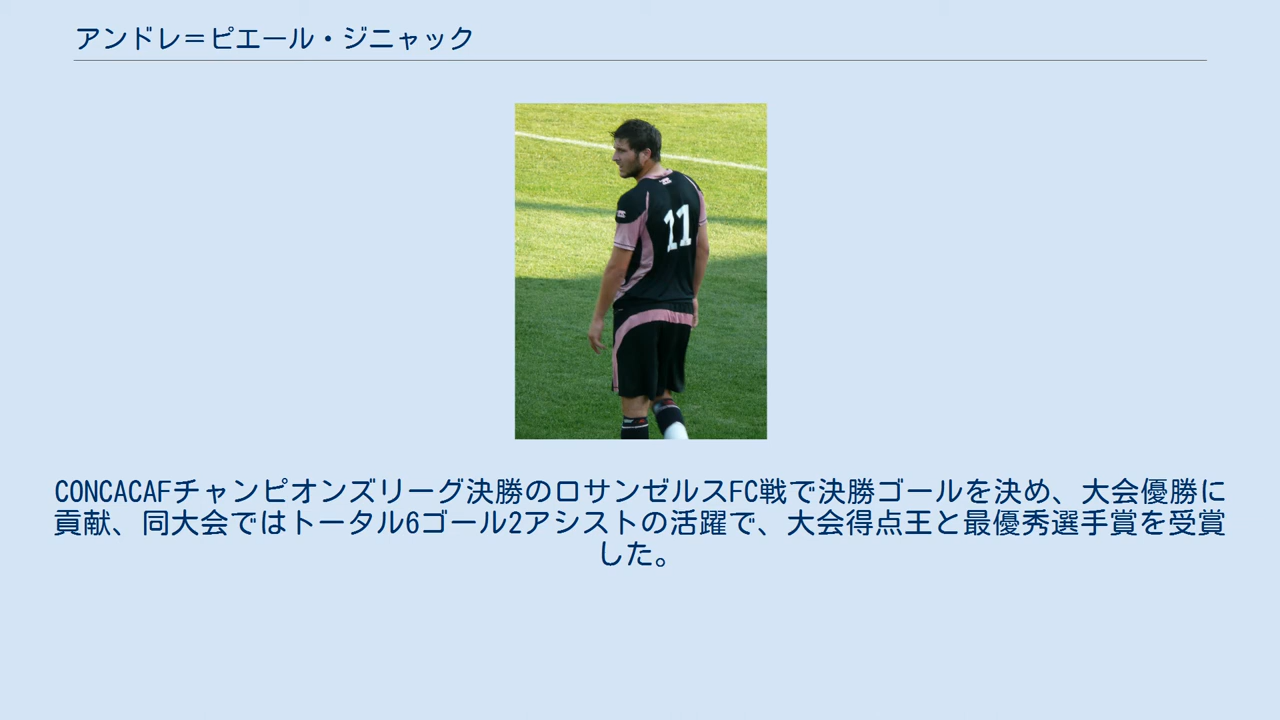 アンドレ＝ピエール・ジニャック
11
CONCACAFチャンピオンズリーグ決勝のロサンゼルスFC戦で決勝ゴールを決め、大会優勝に
貢献、同大会ではトータル6ゴール2アシストの活躍で、大会得点王と最優秀選手賞を受賞
した。